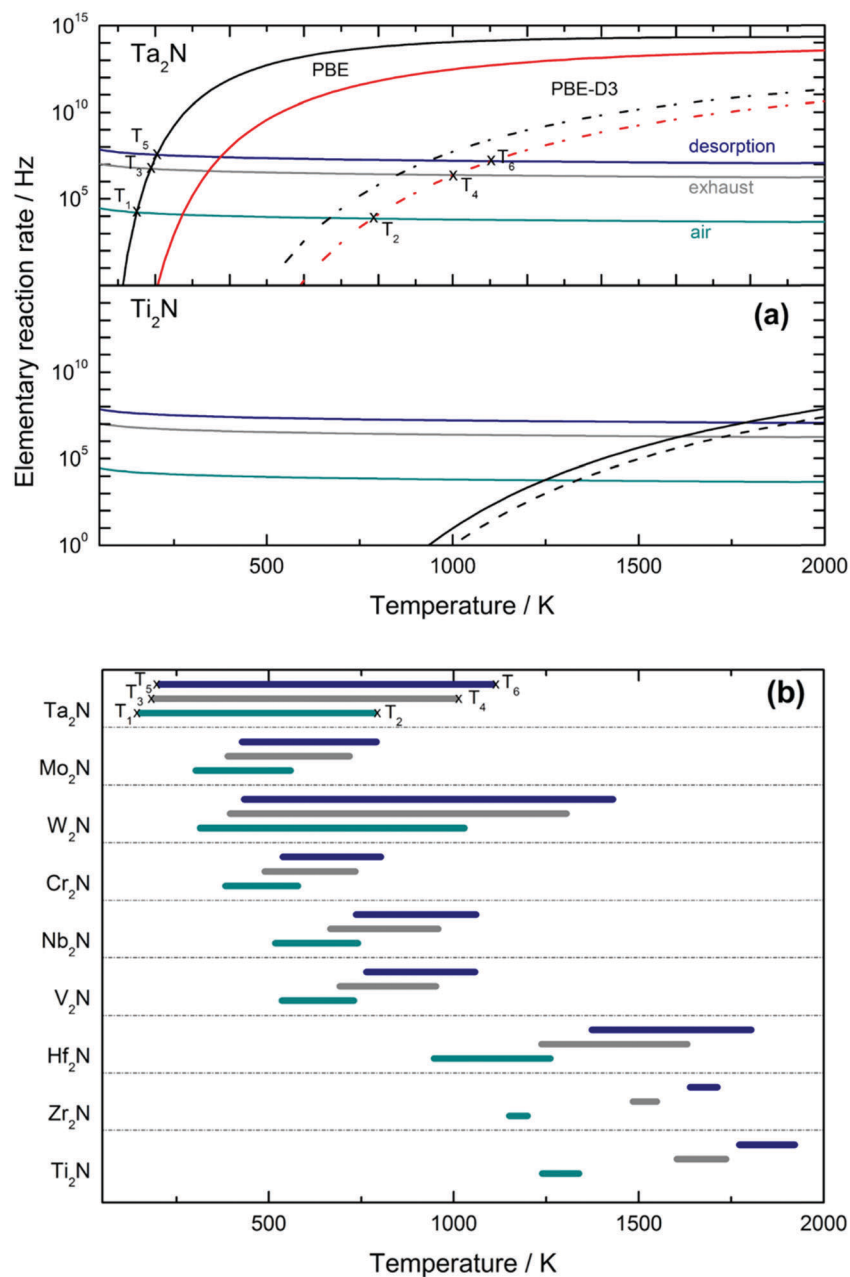 10^15
Ta₂N
PBE
PBE-D3
10^10
T₅
desorption
T₃
T₆
exhaust
T₄
10^5
T₁
T₂
air
Ti₂N
(a)
10^10
10^5
10^0
Elementary reaction rate / Hz
500 1000 1500 2000
Temperature / K
(b)
T₅ T₆
T₃ T₄
Ta₂N T₁ T₂
Mo₂N
W₂N
Cr₂N
Nb₂N
V₂N
Hf₂N
Zr₂N
Ti₂N
500 1000 1500 2000
Temperature / K